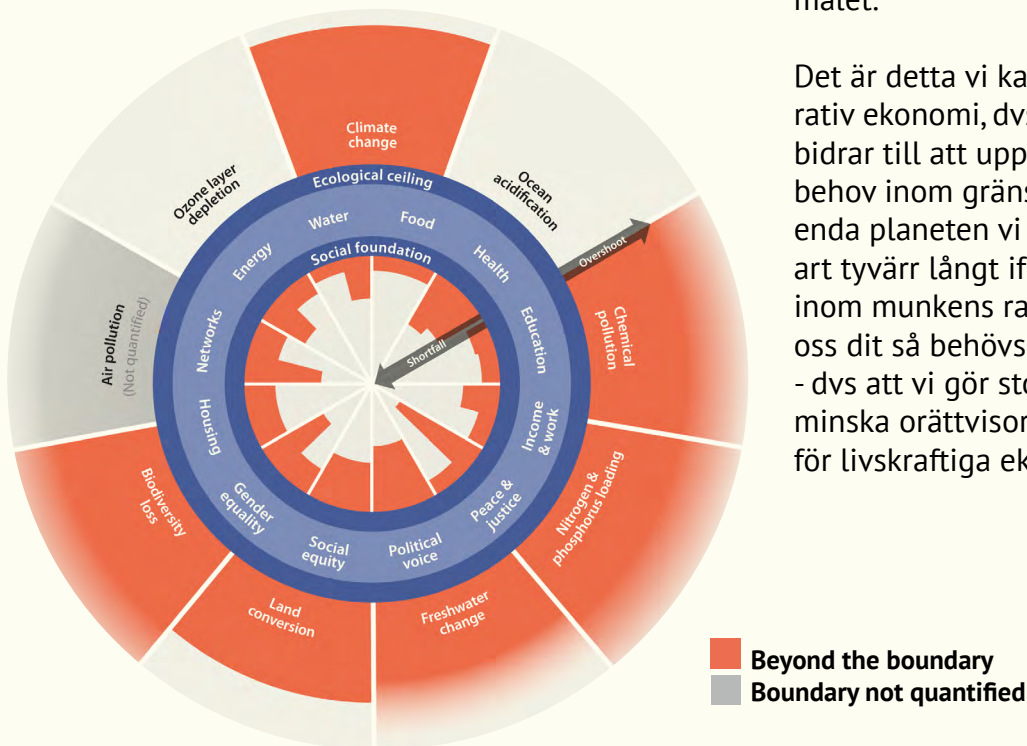 målet.
Det är detta vi ka
rativ ekonomi, dvs
bidrar till att upp
behov inom gräns
enda planeten vi
art tyvärr långt if
inom munkens ra
oss dit så behövs
- dvs att vi gör sto
minska orättvisor
för livskraftiga ek
Climate
change
Ocean
acidification
Chemical
pollution
Nitrogen &
phosphorus loading
Freshwater
change
Land
conversion
Biodiversity
loss
Air pollution
(Not quantified)
Ozone layer
depletion
Ecological ceiling
Water
Food
Health
Education
Income
& work
Peace &
justice
Political
voice
Social
equity
Gender
equality
Housing
Networks
Energy
Social foundation
Overshoot
Shortfall
Beyond the boundary
Boundary not quantified